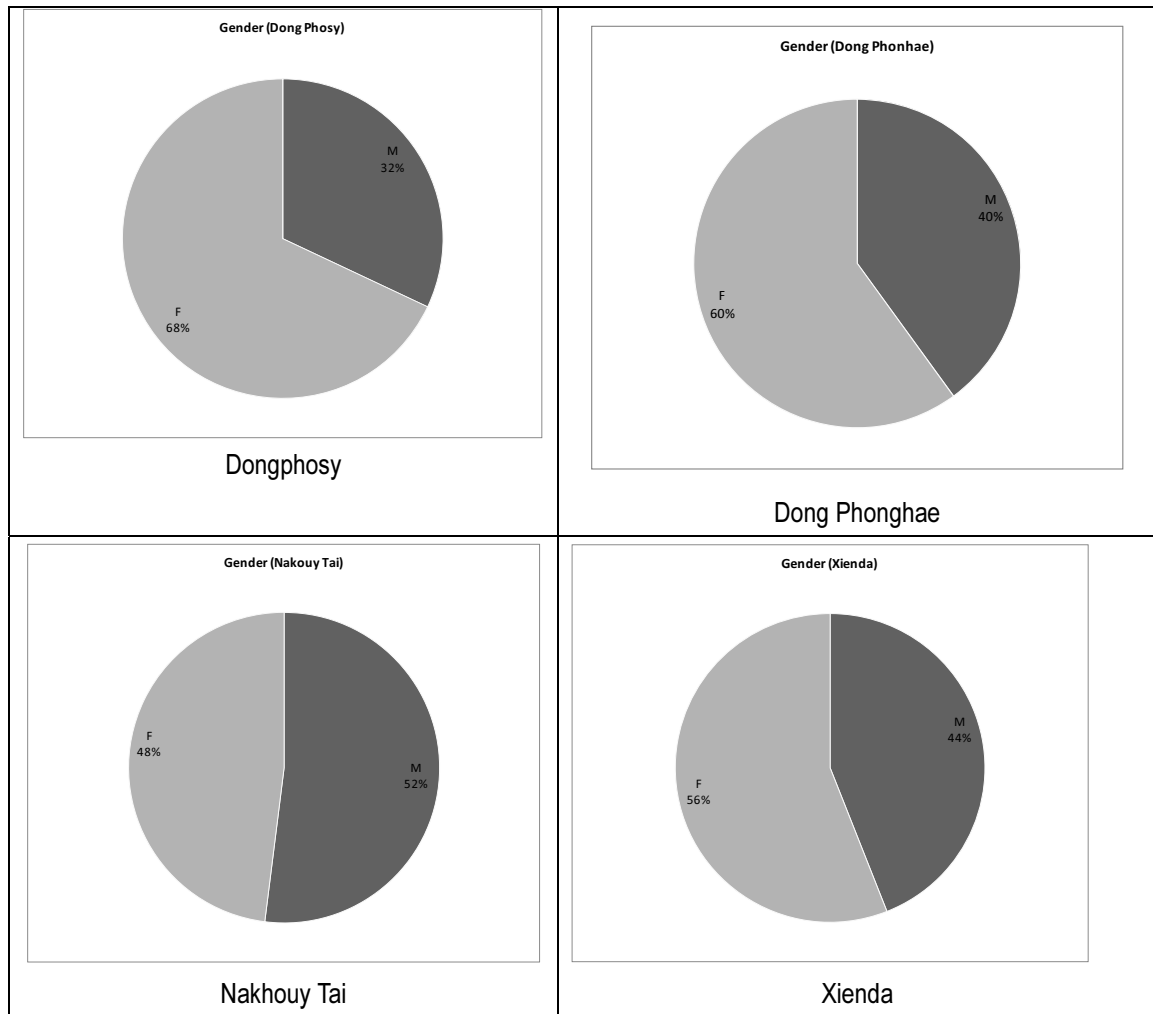 Gender (Dong Phosy)
M
32%
F
68%
Dongphosy
Gender (Dong Phonhae)
M
40%
F
60%
Dong Phonghae
Gender (Nakouy Tai)
F
48%
M
52%
Nakhouy Tai
Gender (Xienda)
M
44%
F
56%
Xienda